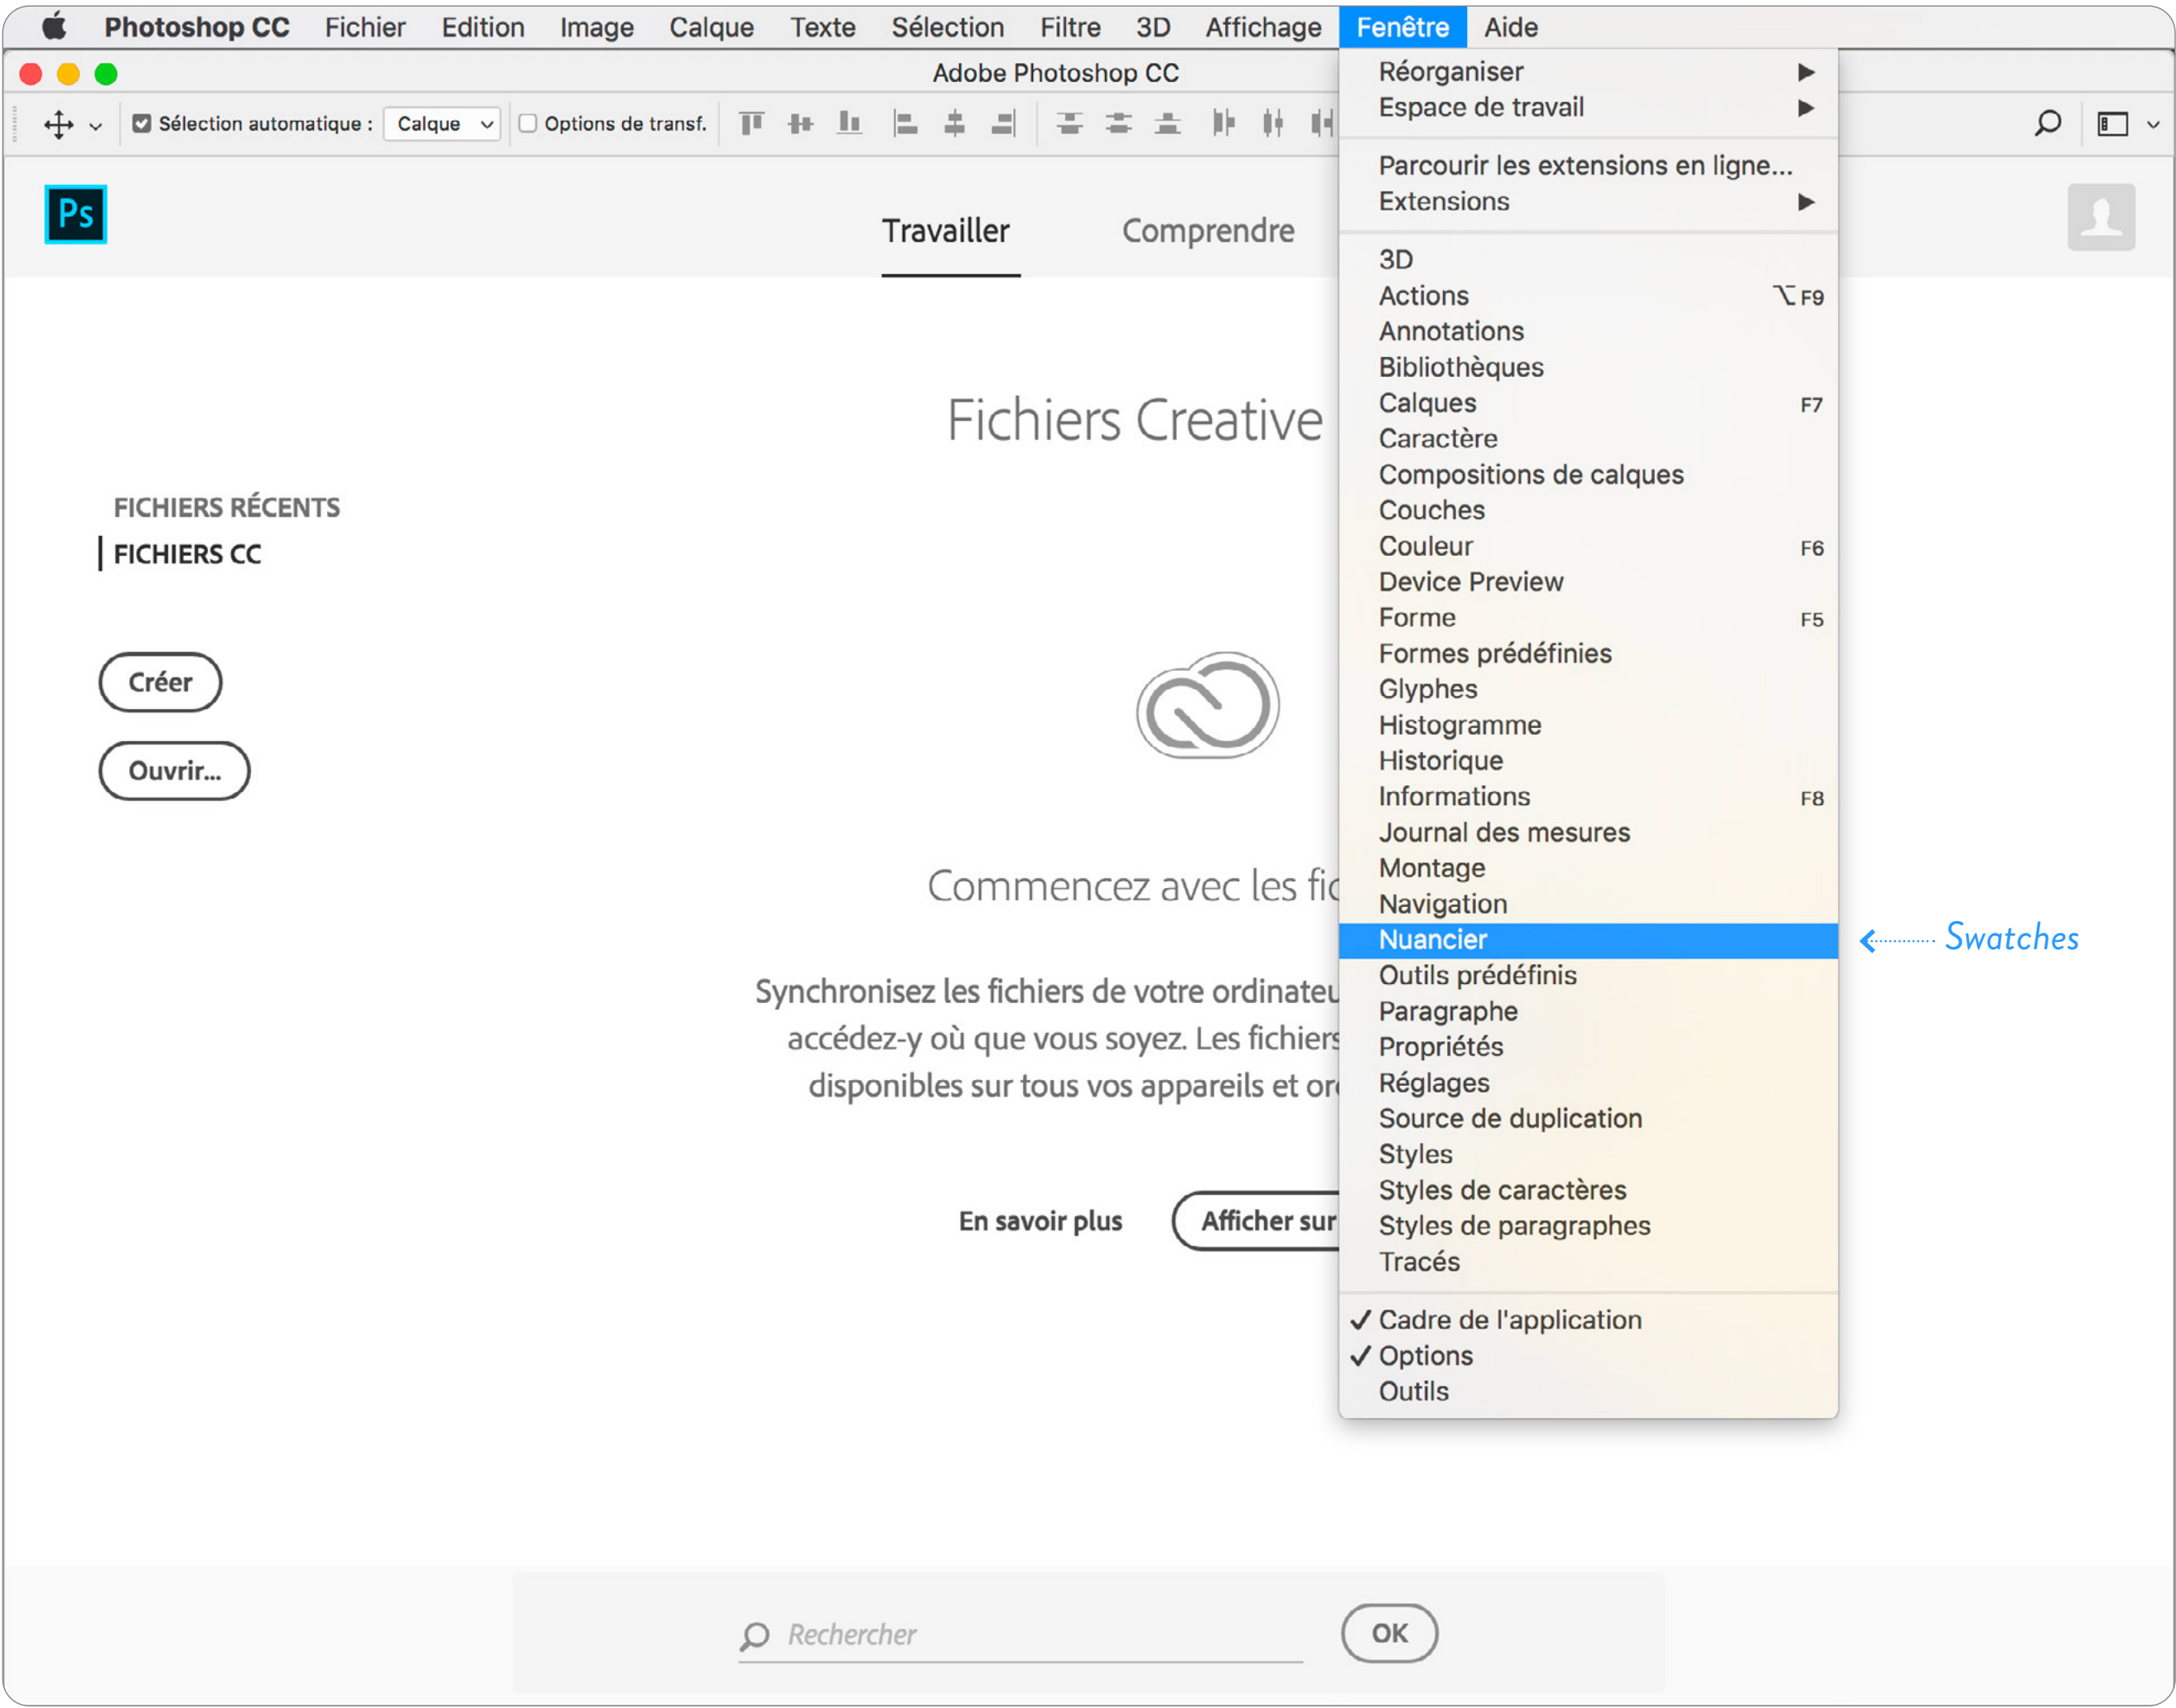 Photoshop CC Fichier Edition Image Calque Texte Sélection Filtre 3D Affichage Fenêtre Aide
Adobe Photoshop CC
Sélection automatique : Calque Options de transf.
Ps
Travailler Comprendre
Réorganiser
Espace de travail
Parcourir les extensions en ligne...
Extensions
3D
Actions ⌥F9
Annotations
Bibliothèques
Calques F7
Caractère
Compositions de calques
Couches
Couleur F6
Device Preview
Forme F5
Formes prédéfinies
Glyphes
Histogramme
Historique
Informations F8
Journal des mesures
Montage
Navigation
Nuancier
Outils prédéfinis
Paragraphe
Propriétés
Réglages
Source de duplication
Styles
Styles de caractères
Styles de paragraphes
Tracés
✓ Cadre de l'application
✓ Options
Outils
Swatches
FICHIERS RÉCENTS
FICHIERS CC
Créer
Ouvrir...
Fichiers Creative
Commencez avec les fic
Synchronisez les fichiers de votre ordinateu
accédez-y où que vous soyez. Les fichiers
disponibles sur tous vos appareils et or
En savoir plus Afficher sur
Rechercher OK